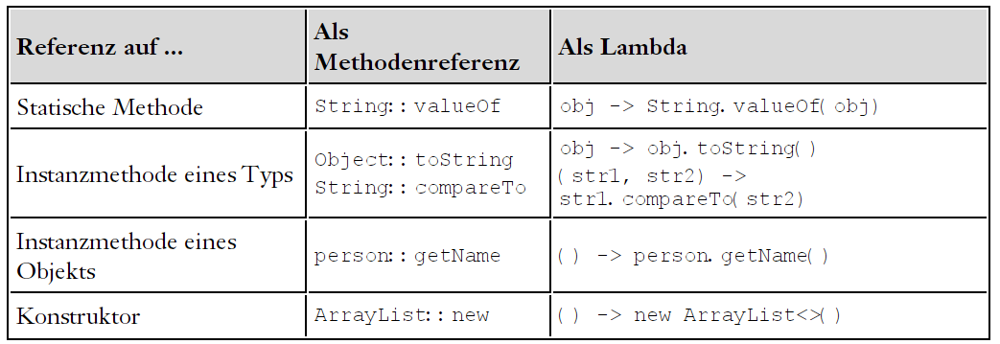 Referenz auf ...
Als
Methodenreferenz
Als Lambda
Statische Methode
String::valueOf
obj -> String.valueOf(obj)
Instanzmethode eines Typs
Object::toString
String::compareTo
obj -> obj.toString()
(str1, str2) ->
str1.compareTo(str2)
Instanzmethode eines
Objekts
person::getName
() -> person.getName()
Konstruktor
ArrayList::new
() -> new ArrayList<>()